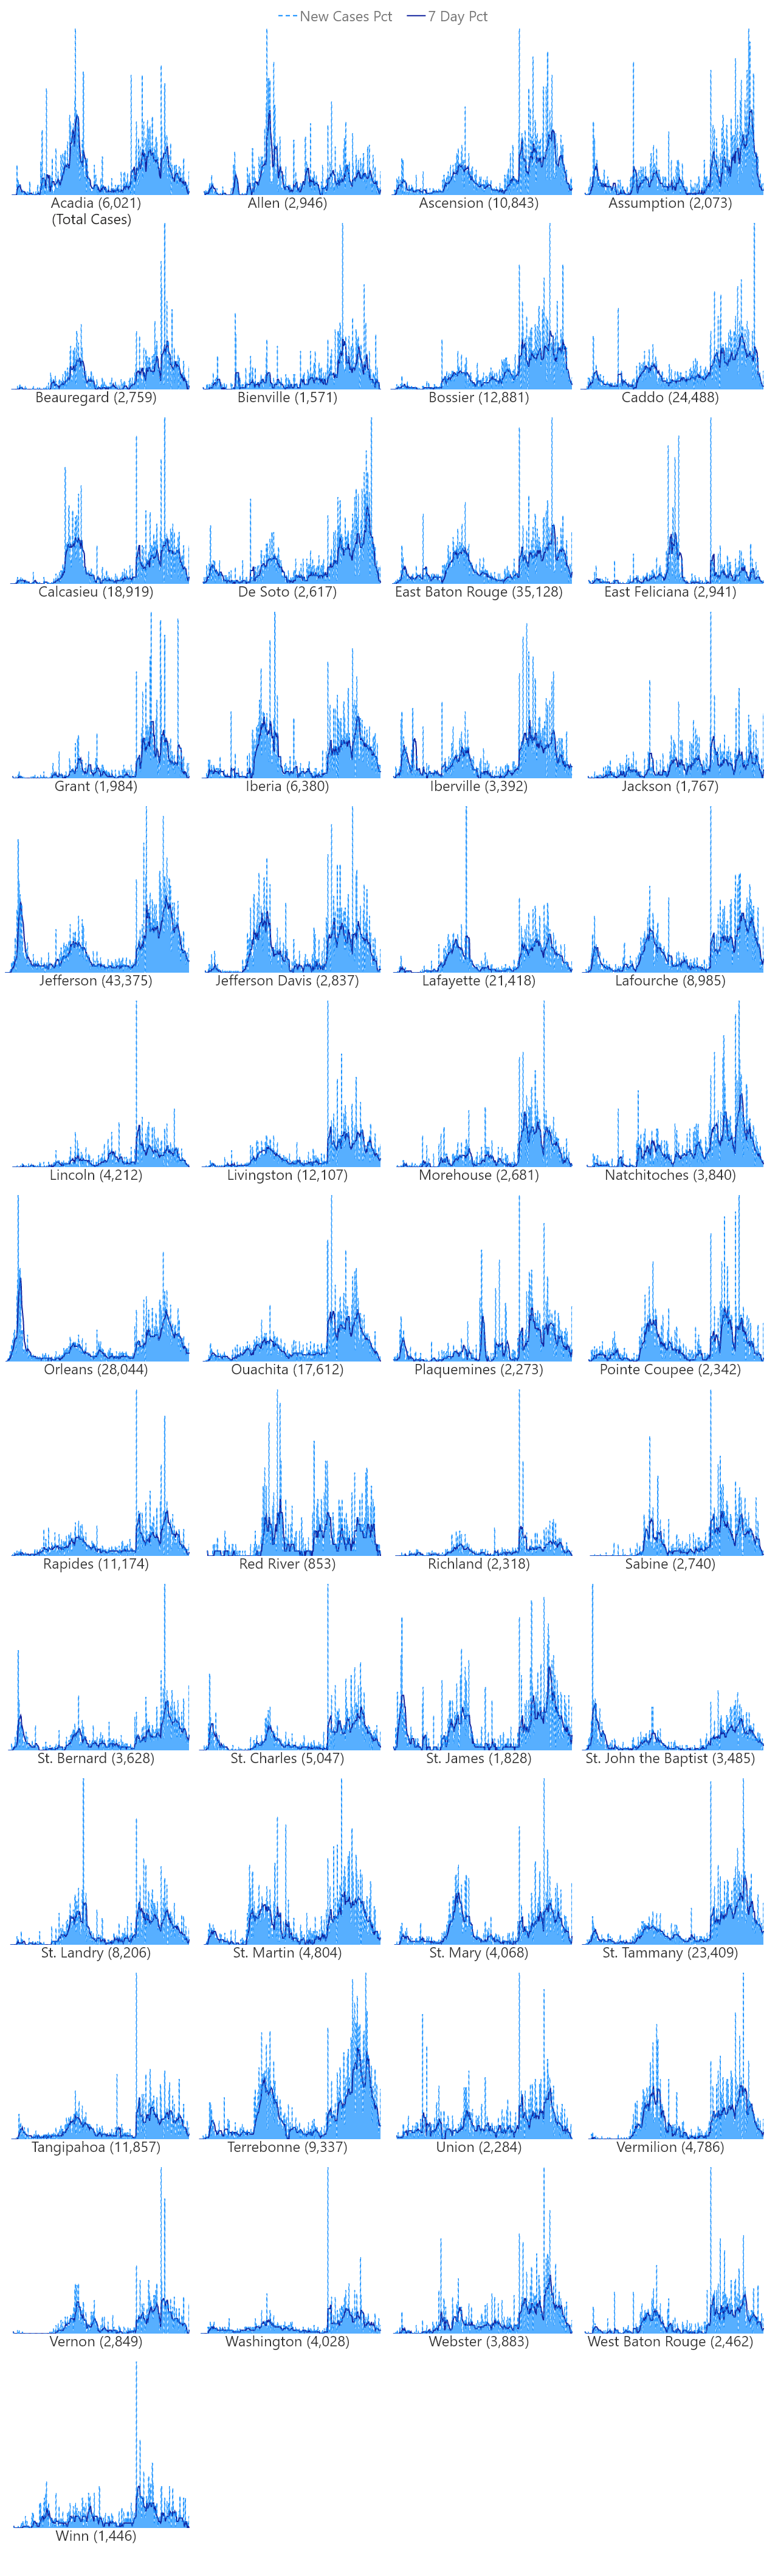 New Cases Pct 7 Day Pct
Acadia (6,021) Allen (2,946) Ascension (10,843) Assumption (2,073)
(Total Cases)
Beauregard (2,759) Bienville (1,571) Bossier (12,881) Caddo (24,488)
Calcasieu (18,919) De Soto (2,617) East Baton Rouge (35,128) East Feliciana (2,941)
Grant (1,984) Iberia (6,380) Iberville (3,392) Jackson (1,767)
Jefferson (43,375) Jefferson Davis (2,837) Lafayette (21,418) Lafourche (8,985)
Lincoln (4,212) Livingston (12,107) Morehouse (2,681) Natchitoches (3,840)
Orleans (28,044) Ouachita (17,612) Plaquemines (2,273) Pointe Coupee (2,342)
Rapides (11,174) Red River (853) Richland (2,318) Sabine (2,740)
St. Bernard (3,628) St. Charles (5,047) St. James (1,828) St. John the Baptist (3,485)
St. Landry (8,206) St. Martin (4,804) St. Mary (4,068) St. Tammany (23,409)
Tangipahoa (11,857) Terrebonne (9,337) Union (2,284) Vermilion (4,786)
Vernon (2,849) Washington (4,028) Webster (3,883) West Baton Rouge (2,462)
Winn (1,446)